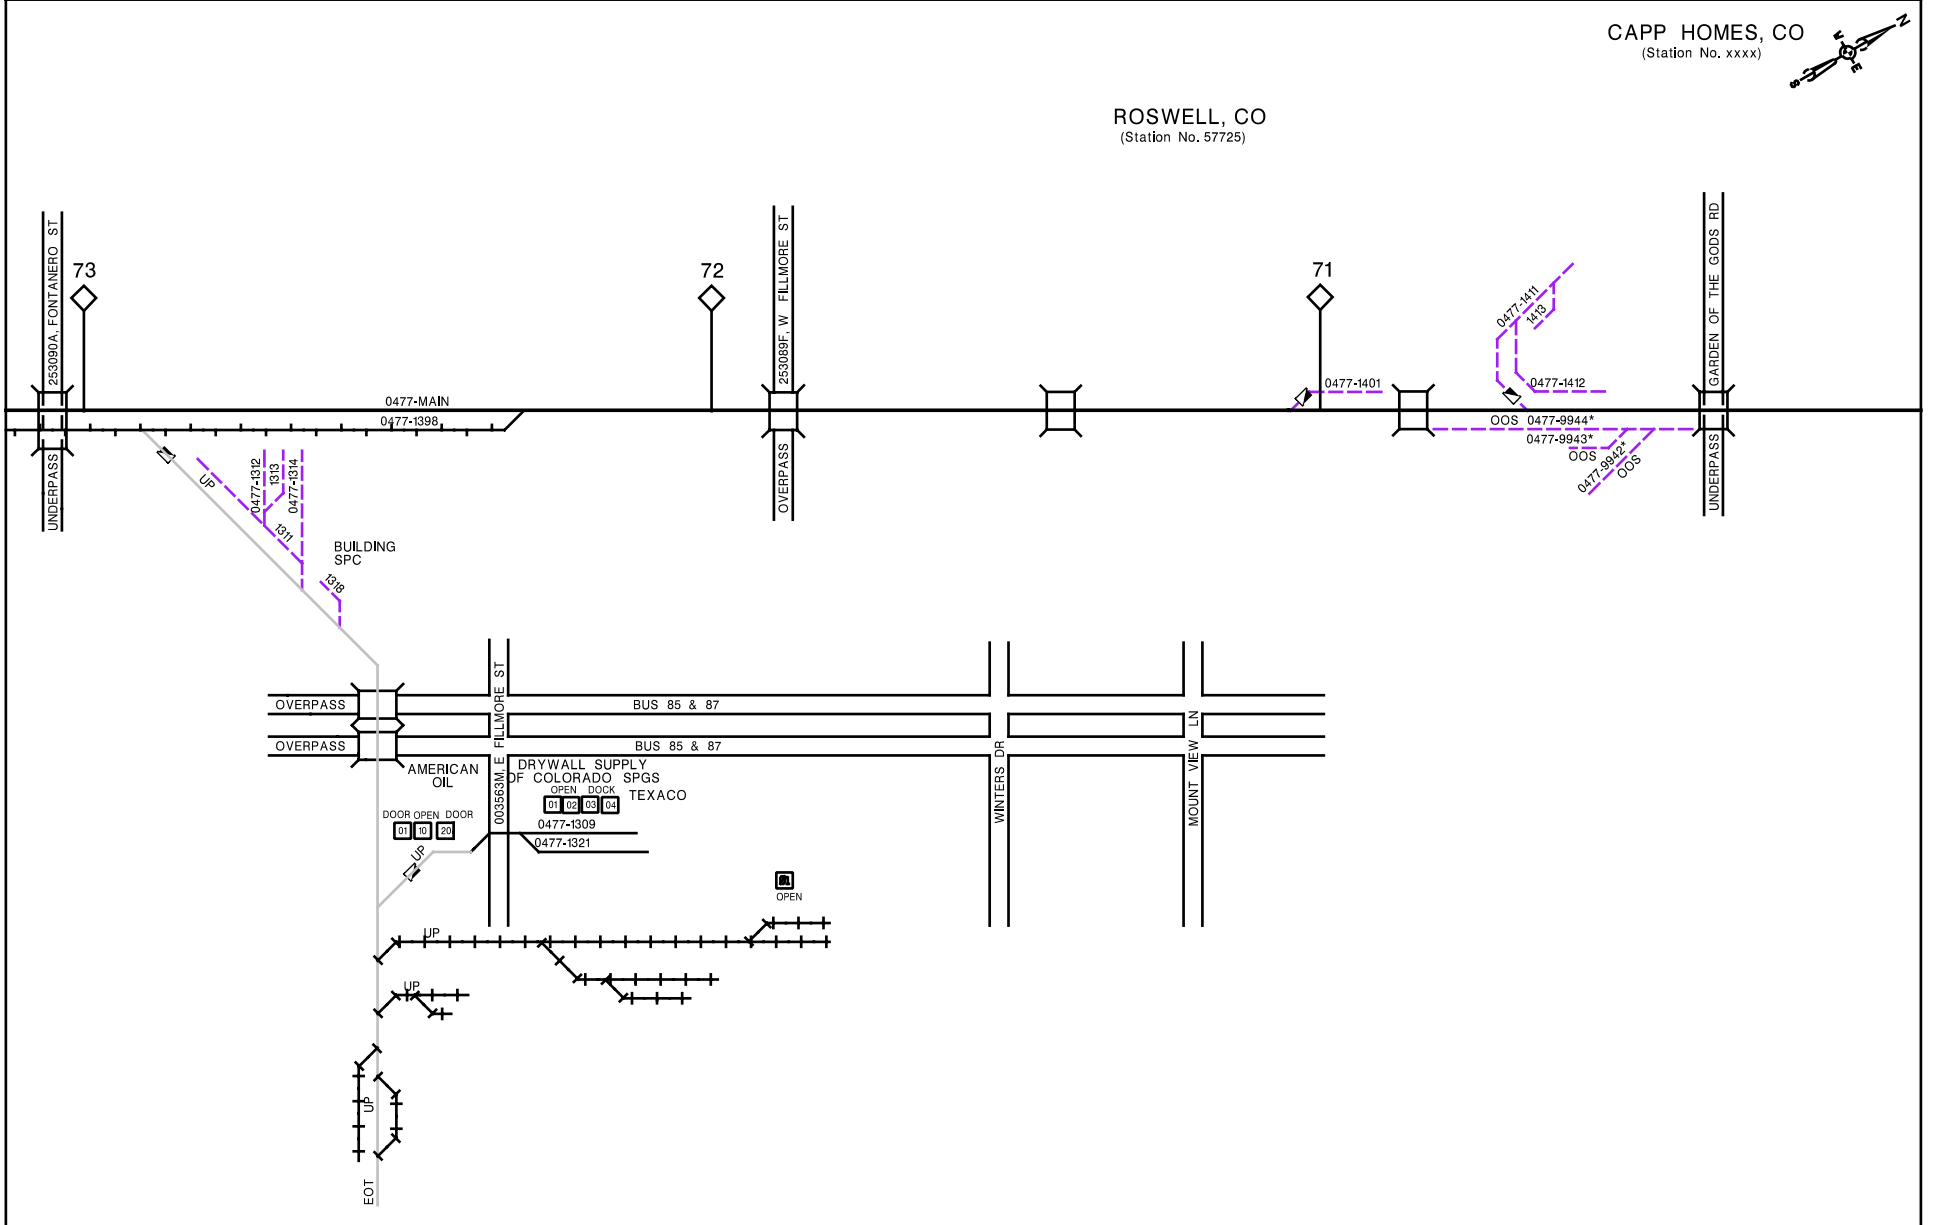 CAPP HOMES, CO
(Station No. xxxx)
N
W
E
S
ROSWELL, CO
(Station No. 57725)
253090A, FONTANERO ST
UNDERPASS
73
72
253089F, W FILLMORE ST
OVERPASS
71
GARDEN OF THE GODS RD
UNDERPASS
0477-MAIN
0477-1398
0477-1401
0477-1411
1413
0477-1412
OOS 0477-9944*
0477-9943*
OOS
0477-9942*
OOS
UP
0477-1312
1313
0477-1314
1311
BUILDING
SPC
1318
OVERPASS
BUS 85 & 87
OVERPASS
BUS 85 & 87
003563M, E FILLMORE ST
WINTERS DR
MOUNT VIEW LN
AMERICAN
OIL
DRYWALL SUPPLY
OF COLORADO SPGS
OPEN DOCK
01 02 03 04
TEXACO
DOOR OPEN DOOR
01 10 20
0477-1309
0477-1321
UP
OPEN
UP
UP
UP
EOT